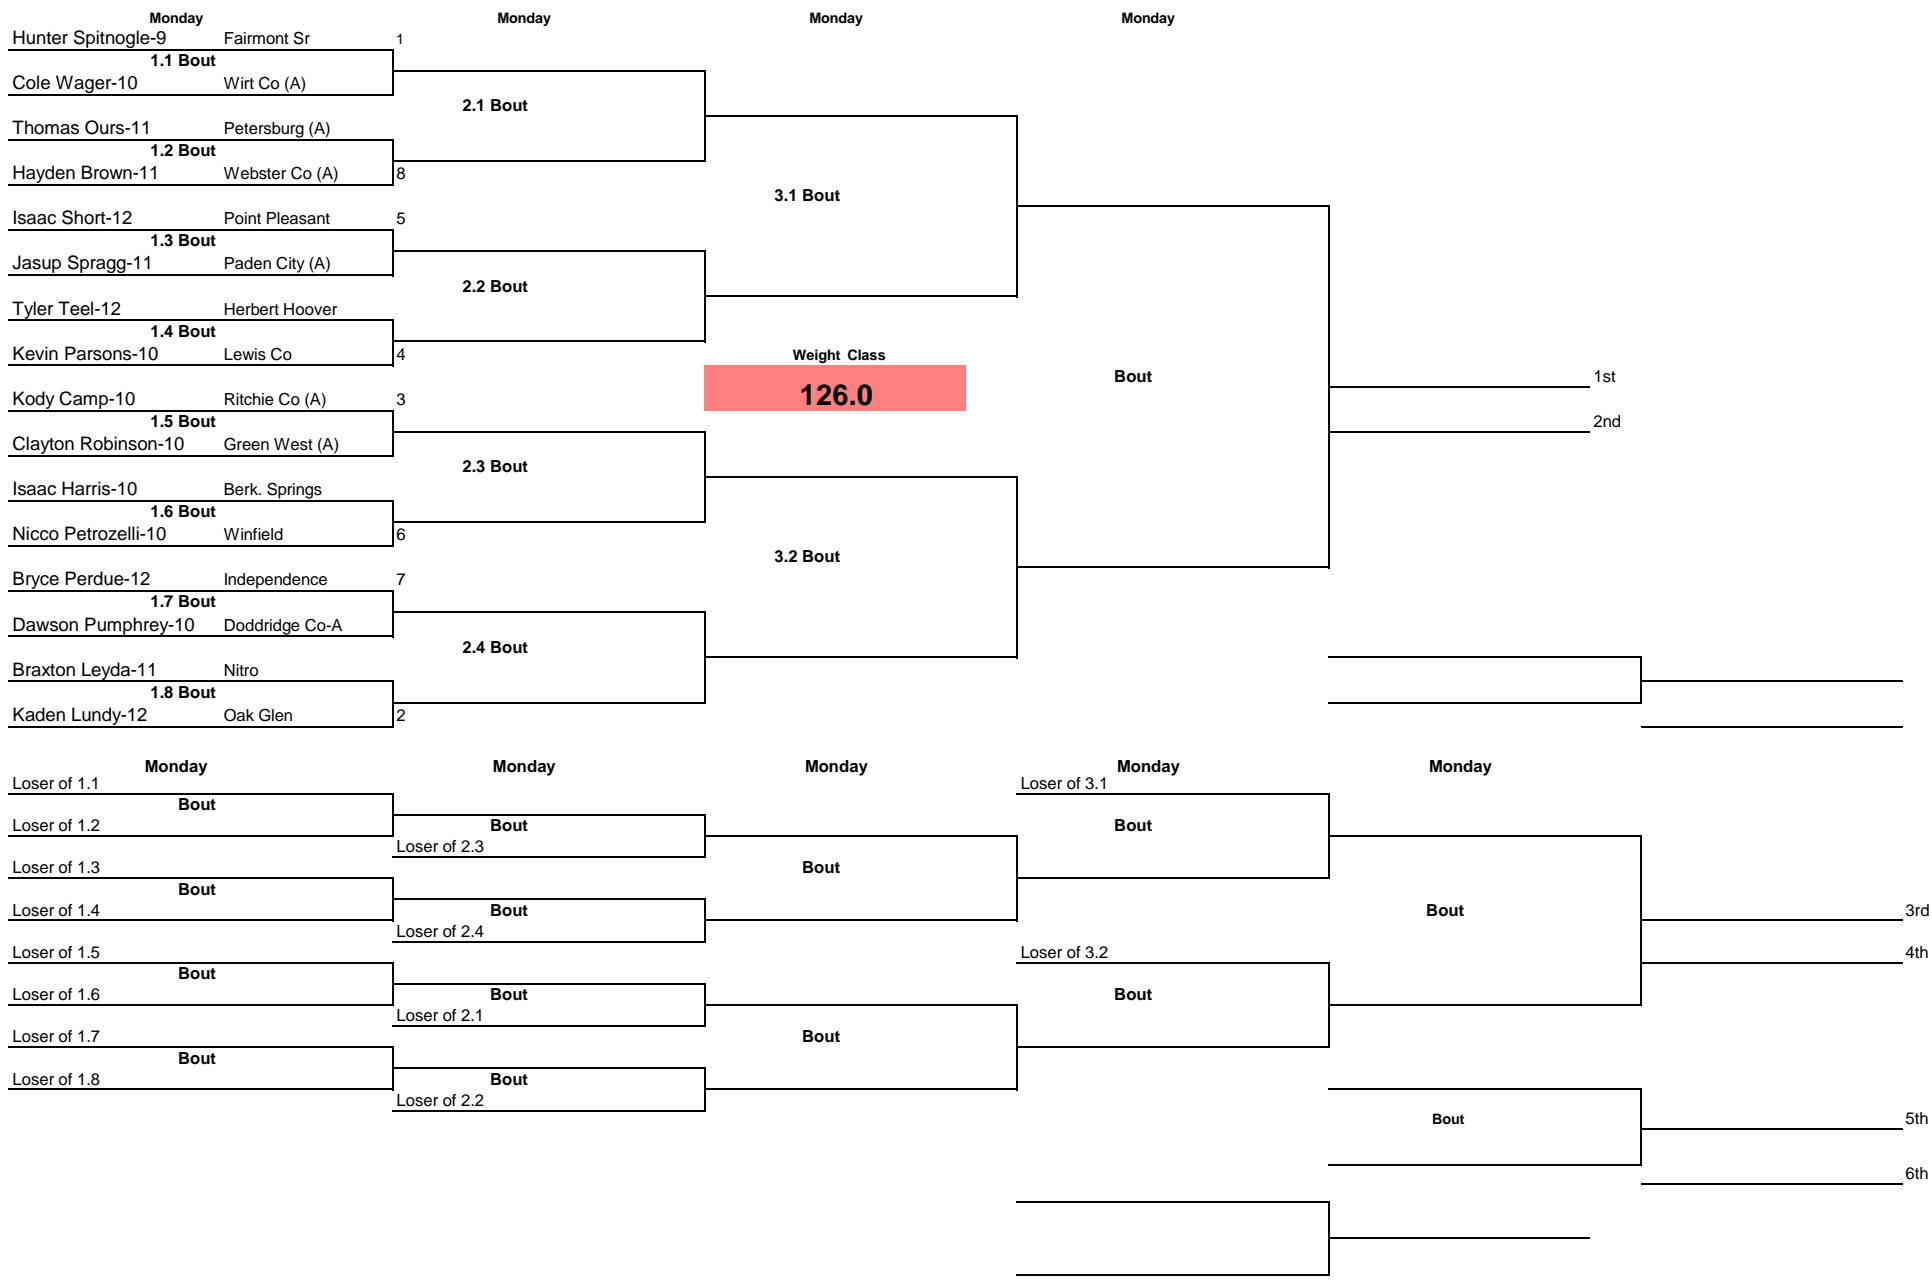 Monday Monday Monday Monday
Hunter Spitnogle-9 Fairmont Sr 1
1.1 Bout
Cole Wager-10 Wirt Co (A)
2.1 Bout
Thomas Ours-11 Petersburg (A)
1.2 Bout
Hayden Brown-11 Webster Co (A) 8
3.1 Bout
Isaac Short-12 Point Pleasant 5
1.3 Bout
Jasup Spragg-11 Paden City (A)
2.2 Bout
Tyler Teel-12 Herbert Hoover
1.4 Bout
Kevin Parsons-10 Lewis Co 4 Weight Class
Bout 1st
126.0
Kody Camp-10 Ritchie Co (A) 3
1.5 Bout 2nd
Clayton Robinson-10 Green West (A)
2.3 Bout
Isaac Harris-10 Berk. Springs
1.6 Bout
Nicco Petrozelli-10 Winfield 6
3.2 Bout
Bryce Perdue-12 Independence 7
1.7 Bout
Dawson Pumphrey-10 Doddridge Co-A
2.4 Bout
Braxton Leyda-11 Nitro
1.8 Bout
Kaden Lundy-12 Oak Glen 2
Monday Monday Monday Monday Monday
Loser of 1.1 Loser of 3.1
Bout
Loser of 1.2 Bout Bout
Loser of 2.3
Loser of 1.3 Bout
Bout
Loser of 1.4 Bout Bout 3rd
Loser of 2.4
Loser of 1.5 Loser of 3.2 4th
Bout
Loser of 1.6 Bout Bout
Loser of 2.1
Loser of 1.7 Bout
Bout
Loser of 1.8 Bout
Loser of 2.2
Bout 5th
6th